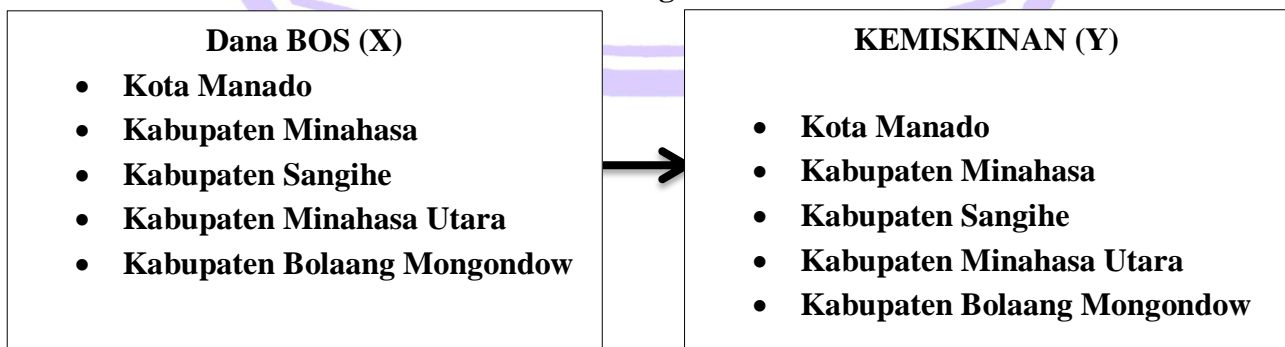 Dana BOS (X)
• Kota Manado
• Kabupaten Minahasa
• Kabupaten Sangihe
• Kabupaten Minahasa Utara
• Kabupaten Bolaang Mongondow
KEMISKINAN (Y)
• Kota Manado
• Kabupaten Minahasa
• Kabupaten Sangihe
• Kabupaten Minahasa Utara
• Kabupaten Bolaang Mongondow